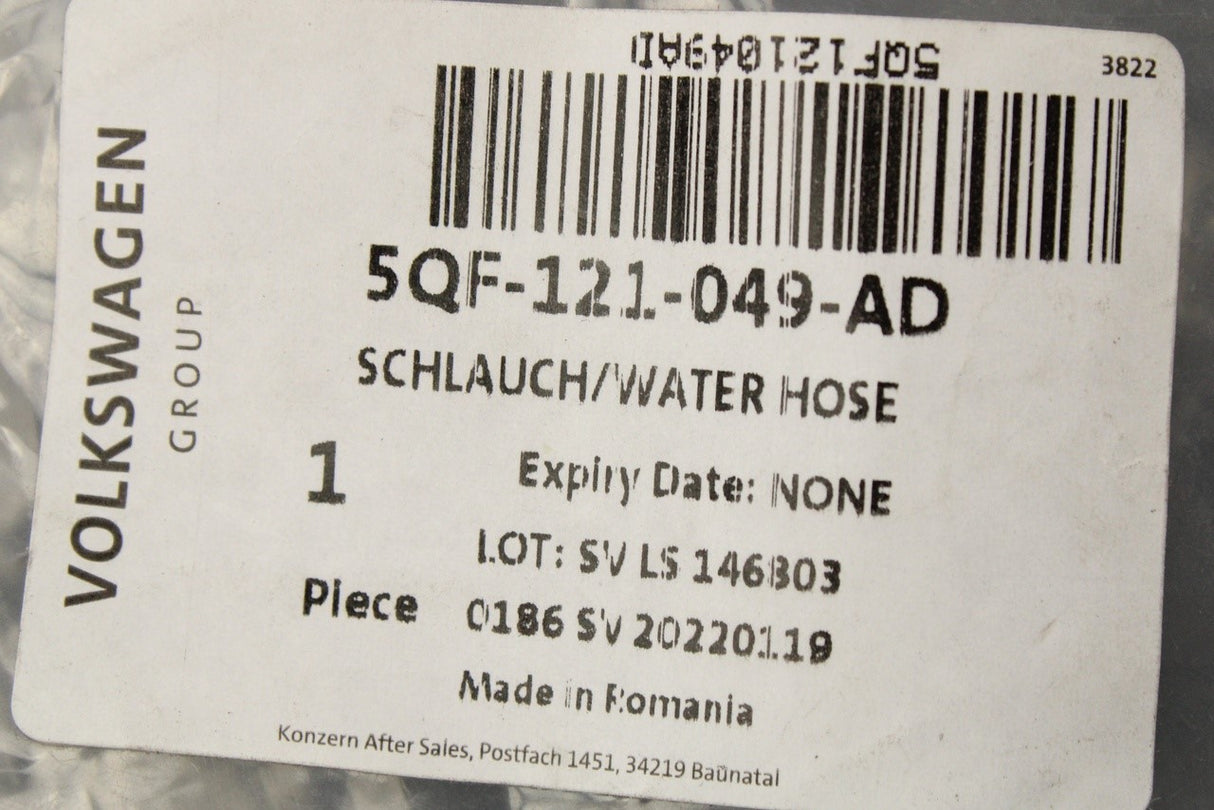 5QF121049AD
3822
VOLKSWAGEN
GROUP
5QF-121-049-AD
SCHLAUCH/WATER HOSE
1
Expiry Date: NONE
LOT: SV LS 146803
Piece
0186 SV 20220119
Made in Romania
Konzern After Sales, Postfach 1451, 34219 Baunatal